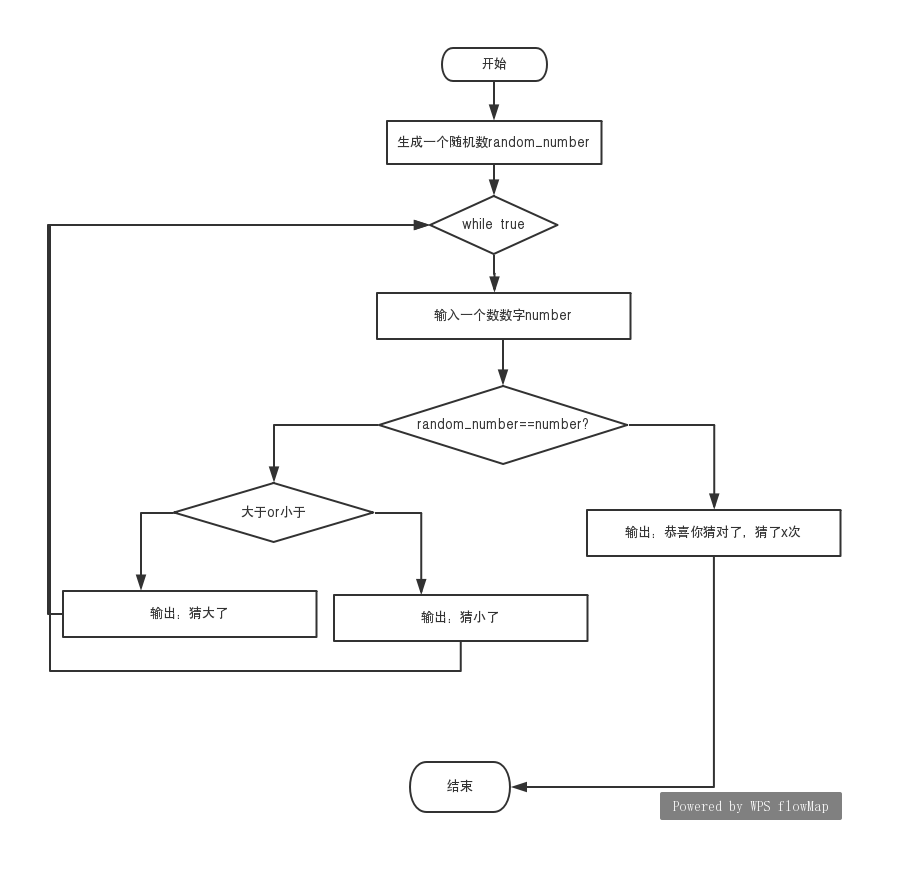 开始
生成一个随机数random_number
while true
输入一个数数字number
random_number==number?
大于or小于
输出：恭喜你猜对了，猜了x次
输出：猜大了
输出：猜小了
结束
Powered by WPS flowMap